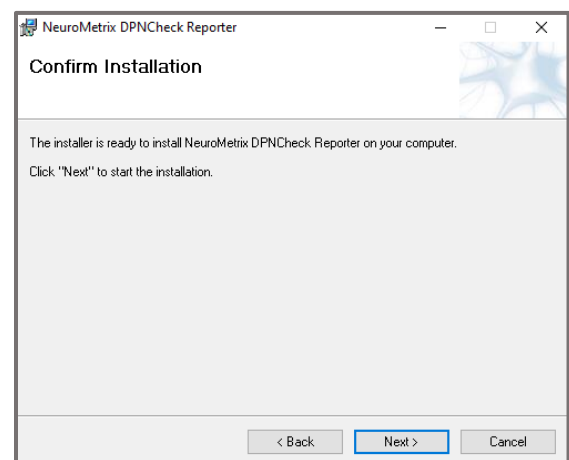 NeuroMetrix DPNCheck Reporter
Confirm Installation
The installer is ready to install NeuroMetrix DPNCheck Reporter on your computer.
Click "Next" to start the installation.
< Back
Next >
Cancel